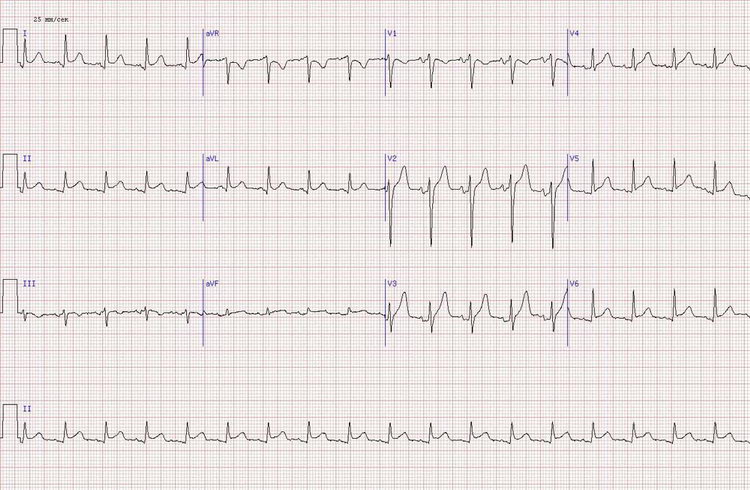 25 мм/сек.
I aVR V1 V4
II aVL V2 V5
III aVF V3 V6
II